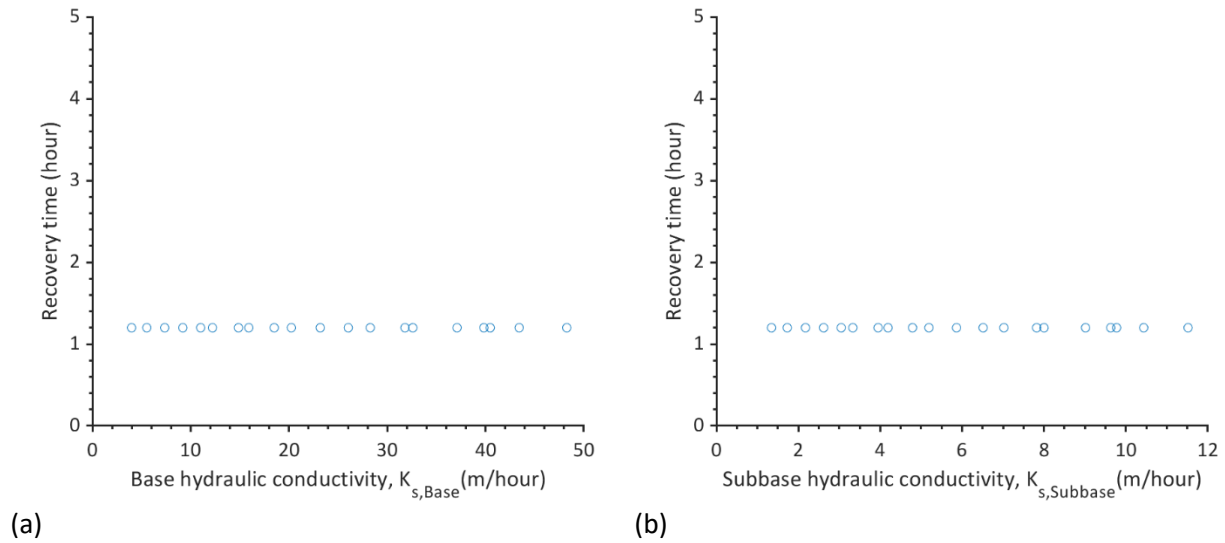 5
4
3
2
1
0
Recovery time (hour)
0 10 20 30 40 50
Base hydraulic conductivity, K_s,Base (m/hour)
(a)
5
4
3
2
1
0
Recovery time (hour)
0 2 4 6 8 10 12
Subbase hydraulic conductivity, K_s,Subbase (m/hour)
(b)